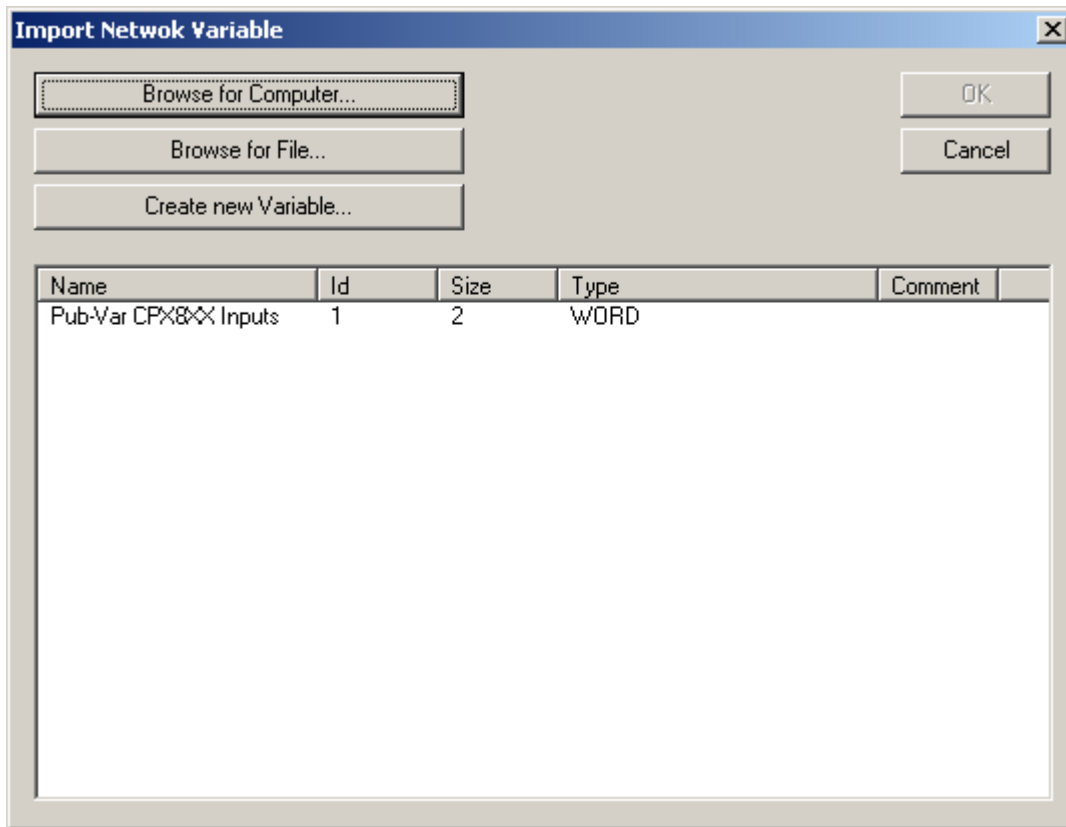 Import Netwok Variable
Browse for Computer...
OK
Browse for File...
Cancel
Create new Variable...
Name Id Size Type Comment
Pub-Var CPX8XX Inputs 1 2 WORD